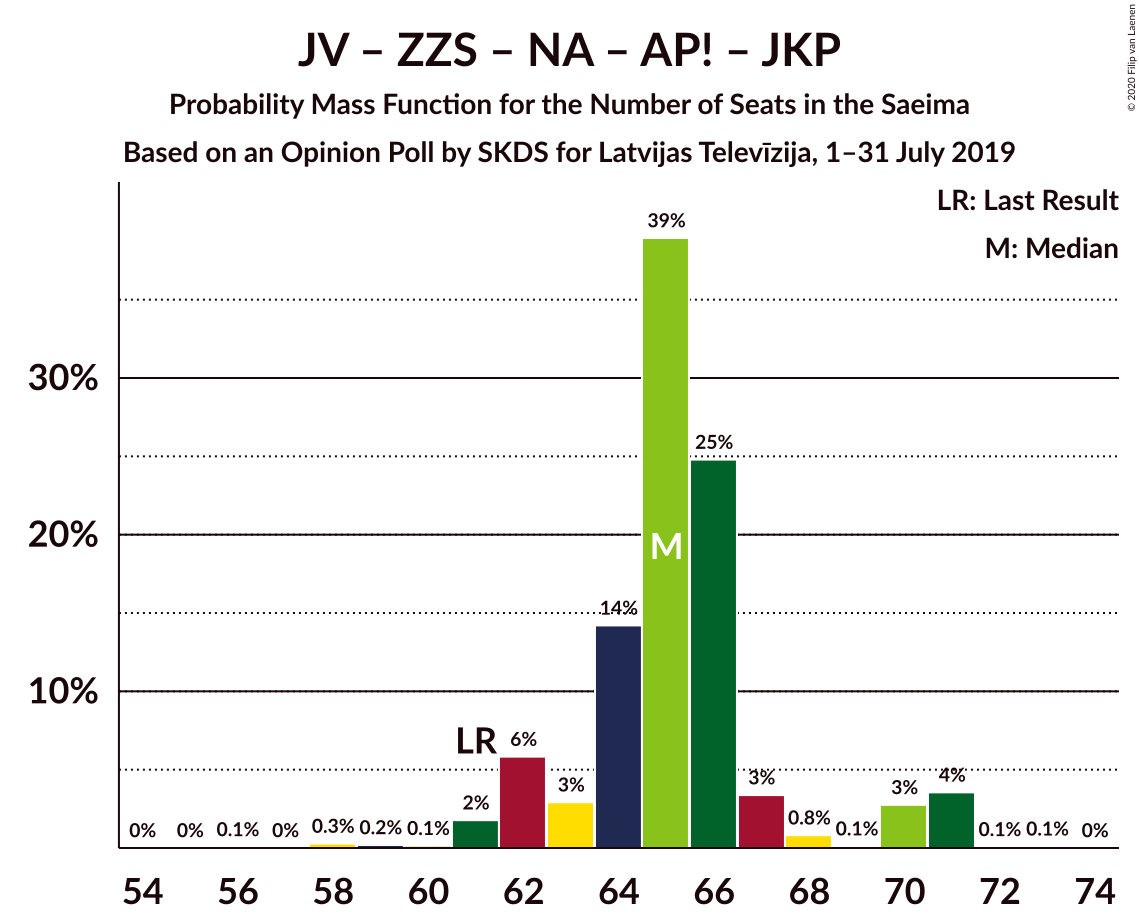 JV – ZZS – NA – AP! – JKP
Probability Mass Function for the Number of Seats in the Saeima
Based on an Opinion Poll by SKDS for Latvijas Televīzija, 1–31 July 2019
© 2020 Filip van Laenen
LR: Last Result
M: Median
30%
20%
10%
0%
0%
0.1%
0%
0.3%
0.2%
0.1%
2%
LR
6%
3%
14%
39%
M
25%
3%
0.8%
0.1%
3%
4%
0.1%
0.1%
0%
54 56 58 60 62 64 66 68 70 72 74